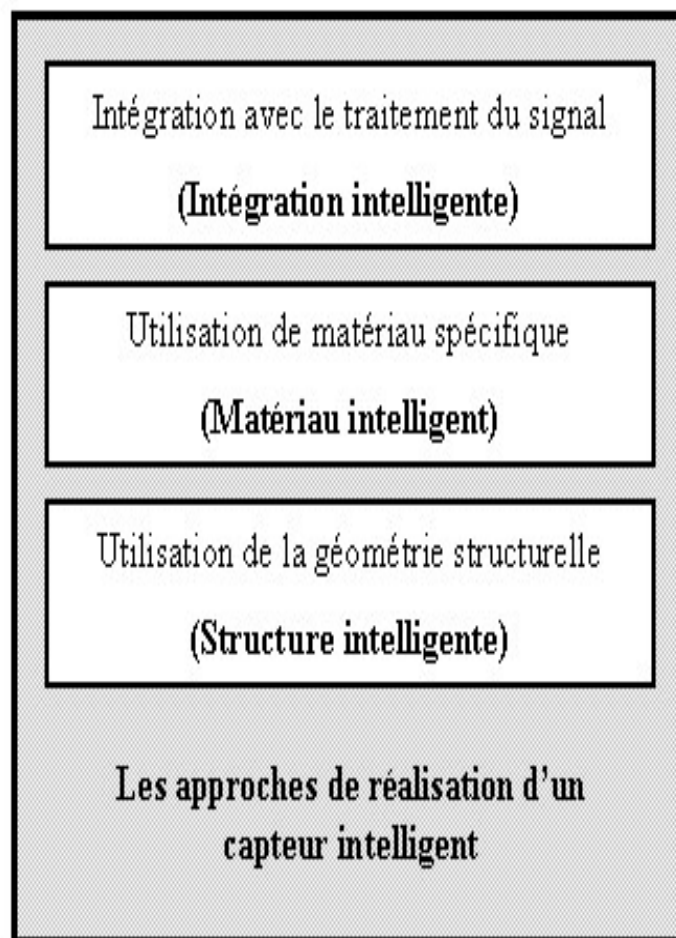 Intégration avec le traitement du signal
(Intégration intelligente)
Utilisation de matériau spécifique
(Matériau intelligent)
Utilisation de la géométrie structurelle
(Structure intelligente)
Les approches de réalisation d'un
capteur intelligent